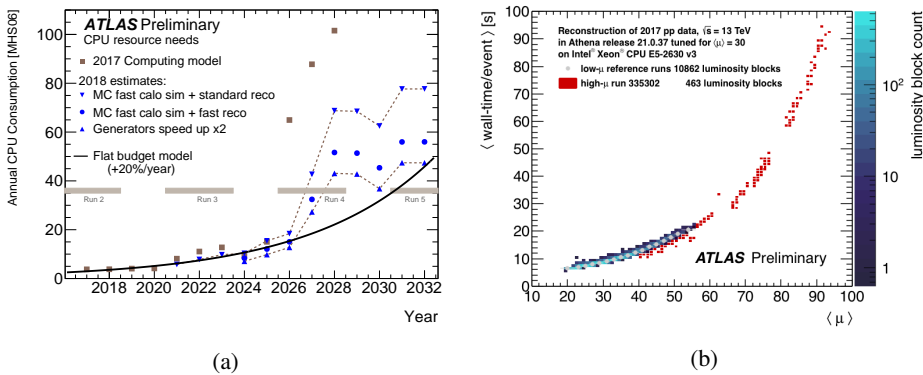 Annual CPU Consumption [MHS06]
100
80
60
40
20
0
ATLAS Preliminary
CPU resource needs
2017 Computing model
2018 estimates:
MC fast calo sim + standard reco
MC fast calo sim + fast reco
Generators speed up x2
Flat budget model
(+20%/year)
Run 2
Run 3
Run 4
Run 5
2018 2020 2022 2024 2026 2028 2030 2032
Year
(a)
⟨ wall-time/event ⟩ [s]
100
90
80
70
60
50
40
30
20
10
0
Reconstruction of 2017 pp data, √s = 13 TeV
in Athena release 21.0.37 tuned for ⟨μ⟩ = 30
on Intel® Xeon® CPU E5-2630 v3
low-μ reference runs 10862 luminosity blocks
high-μ run 335302 463 luminosity blocks
ATLAS Preliminary
10 20 30 40 50 60 70 80 90 100
⟨ μ ⟩
luminosity block count
10²
10
1
(b)